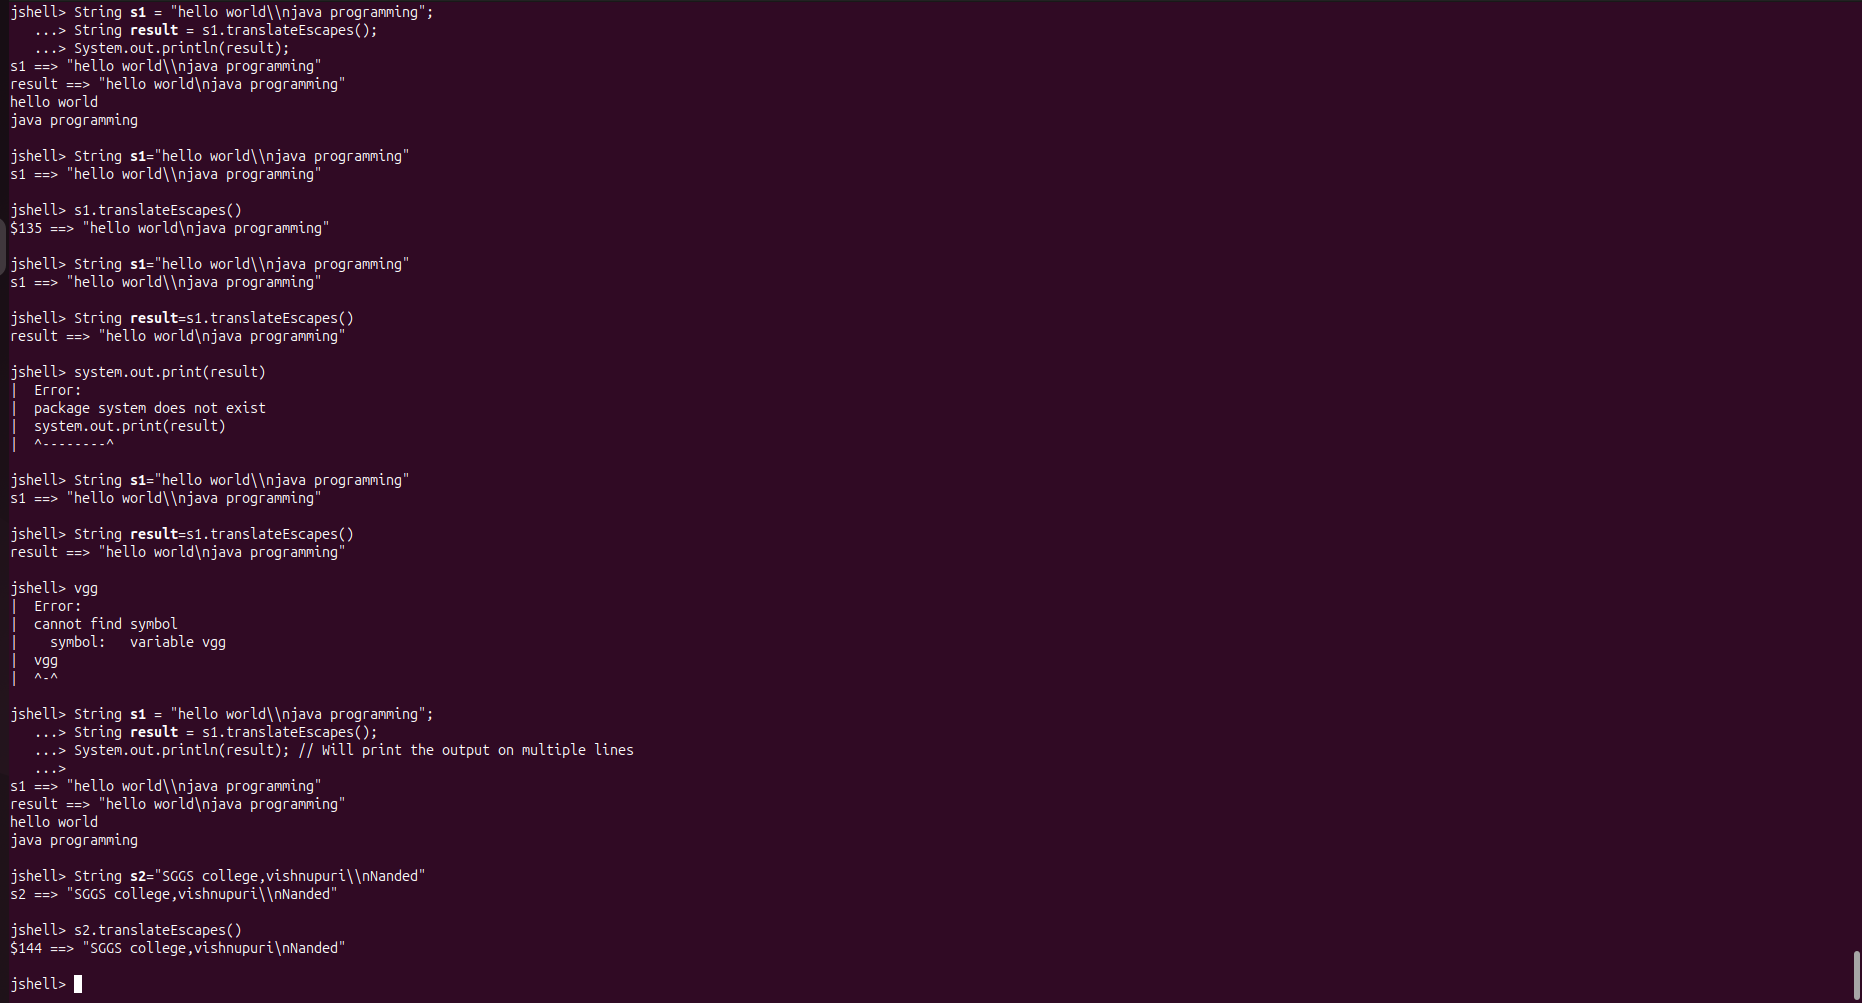 jshell> String s1 = "hello world\\njava programming";
   ...> String result = s1.translateEscapes();
   ...> System.out.println(result);
s1 ==> "hello world\\njava programming"
result ==> "hello world\njava programming"
hello world
java programming

jshell> String s1="hello world\\njava programming"
s1 ==> "hello world\\njava programming"

jshell> s1.translateEscapes()
$135 ==> "hello world\njava programming"

jshell> String s1="hello world\\njava programming"
s1 ==> "hello world\\njava programming"

jshell> String result=s1.translateEscapes()
result ==> "hello world\njava programming"

jshell> system.out.print(result)
|  Error:
|  package system does not exist
|  system.out.print(result)
|  ^--------^

jshell> String s1="hello world\\njava programming"
s1 ==> "hello world\\njava programming"

jshell> String result=s1.translateEscapes()
result ==> "hello world\njava programming"

jshell> vgg
|  Error:
|  cannot find symbol
|    symbol:   variable vgg
|  vgg
|  ^-^

jshell> String s1 = "hello world\\njava programming";
   ...> String result = s1.translateEscapes();
   ...> System.out.println(result); // Will print the output on multiple lines
   ...>
s1 ==> "hello world\\njava programming"
result ==> "hello world\njava programming"
hello world
java programming

jshell> String s2="SGGS college,vishnupuri\\nNanded"
s2 ==> "SGGS college,vishnupuri\\nNanded"

jshell> s2.translateEscapes()
$144 ==> "SGGS college,vishnupuri\nNanded"

jshell>